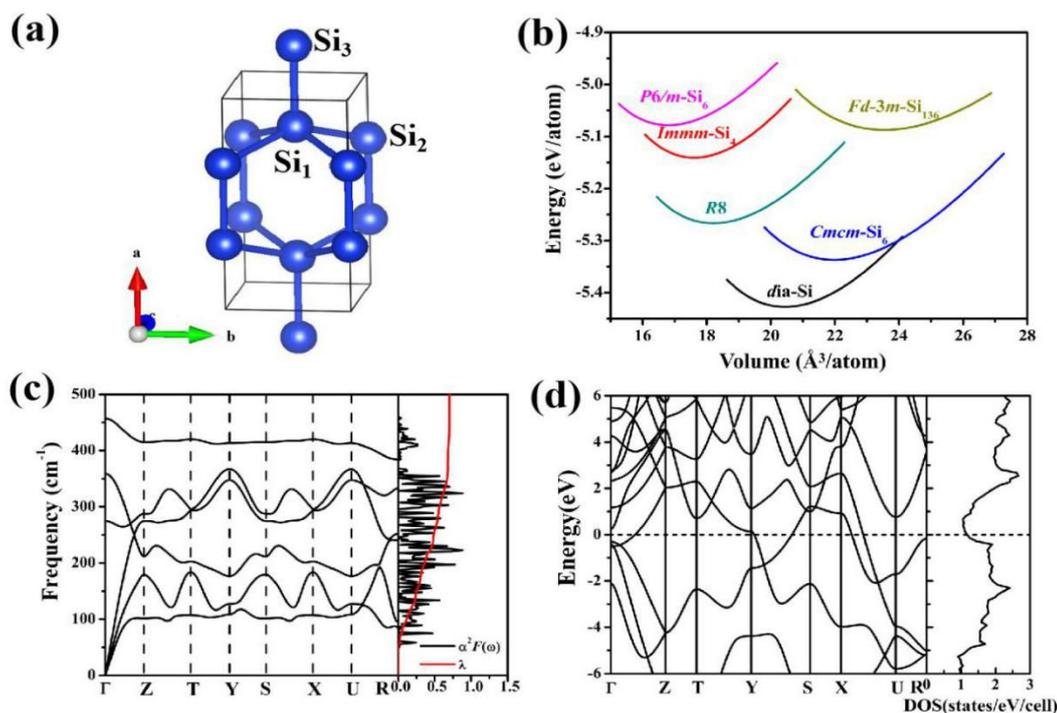 (a)
Si3
Si2
Si1
a
c
b
(b)
Energy (eV/atom)
-4.9
-5.0
-5.1
-5.2
-5.3
-5.4
P6/m-Si6
Immm-Si4
R8
Fd-3m-Si136
Cmcm-Si6
dia-Si
16 18 20 22 24 26 28
Volume (Å3/atom)
(c)
Frequency (cm-1)
500
400
300
200
100
0
α2F(ω)
λ
Γ Z T Y S X U R 0.0 0.5 1.0 1.5
(d)
Energy(eV)
6
4
2
0
-2
-4
-6
Γ Z T Y S X U R 0 1 2 3
DOS(states/eV/cell)